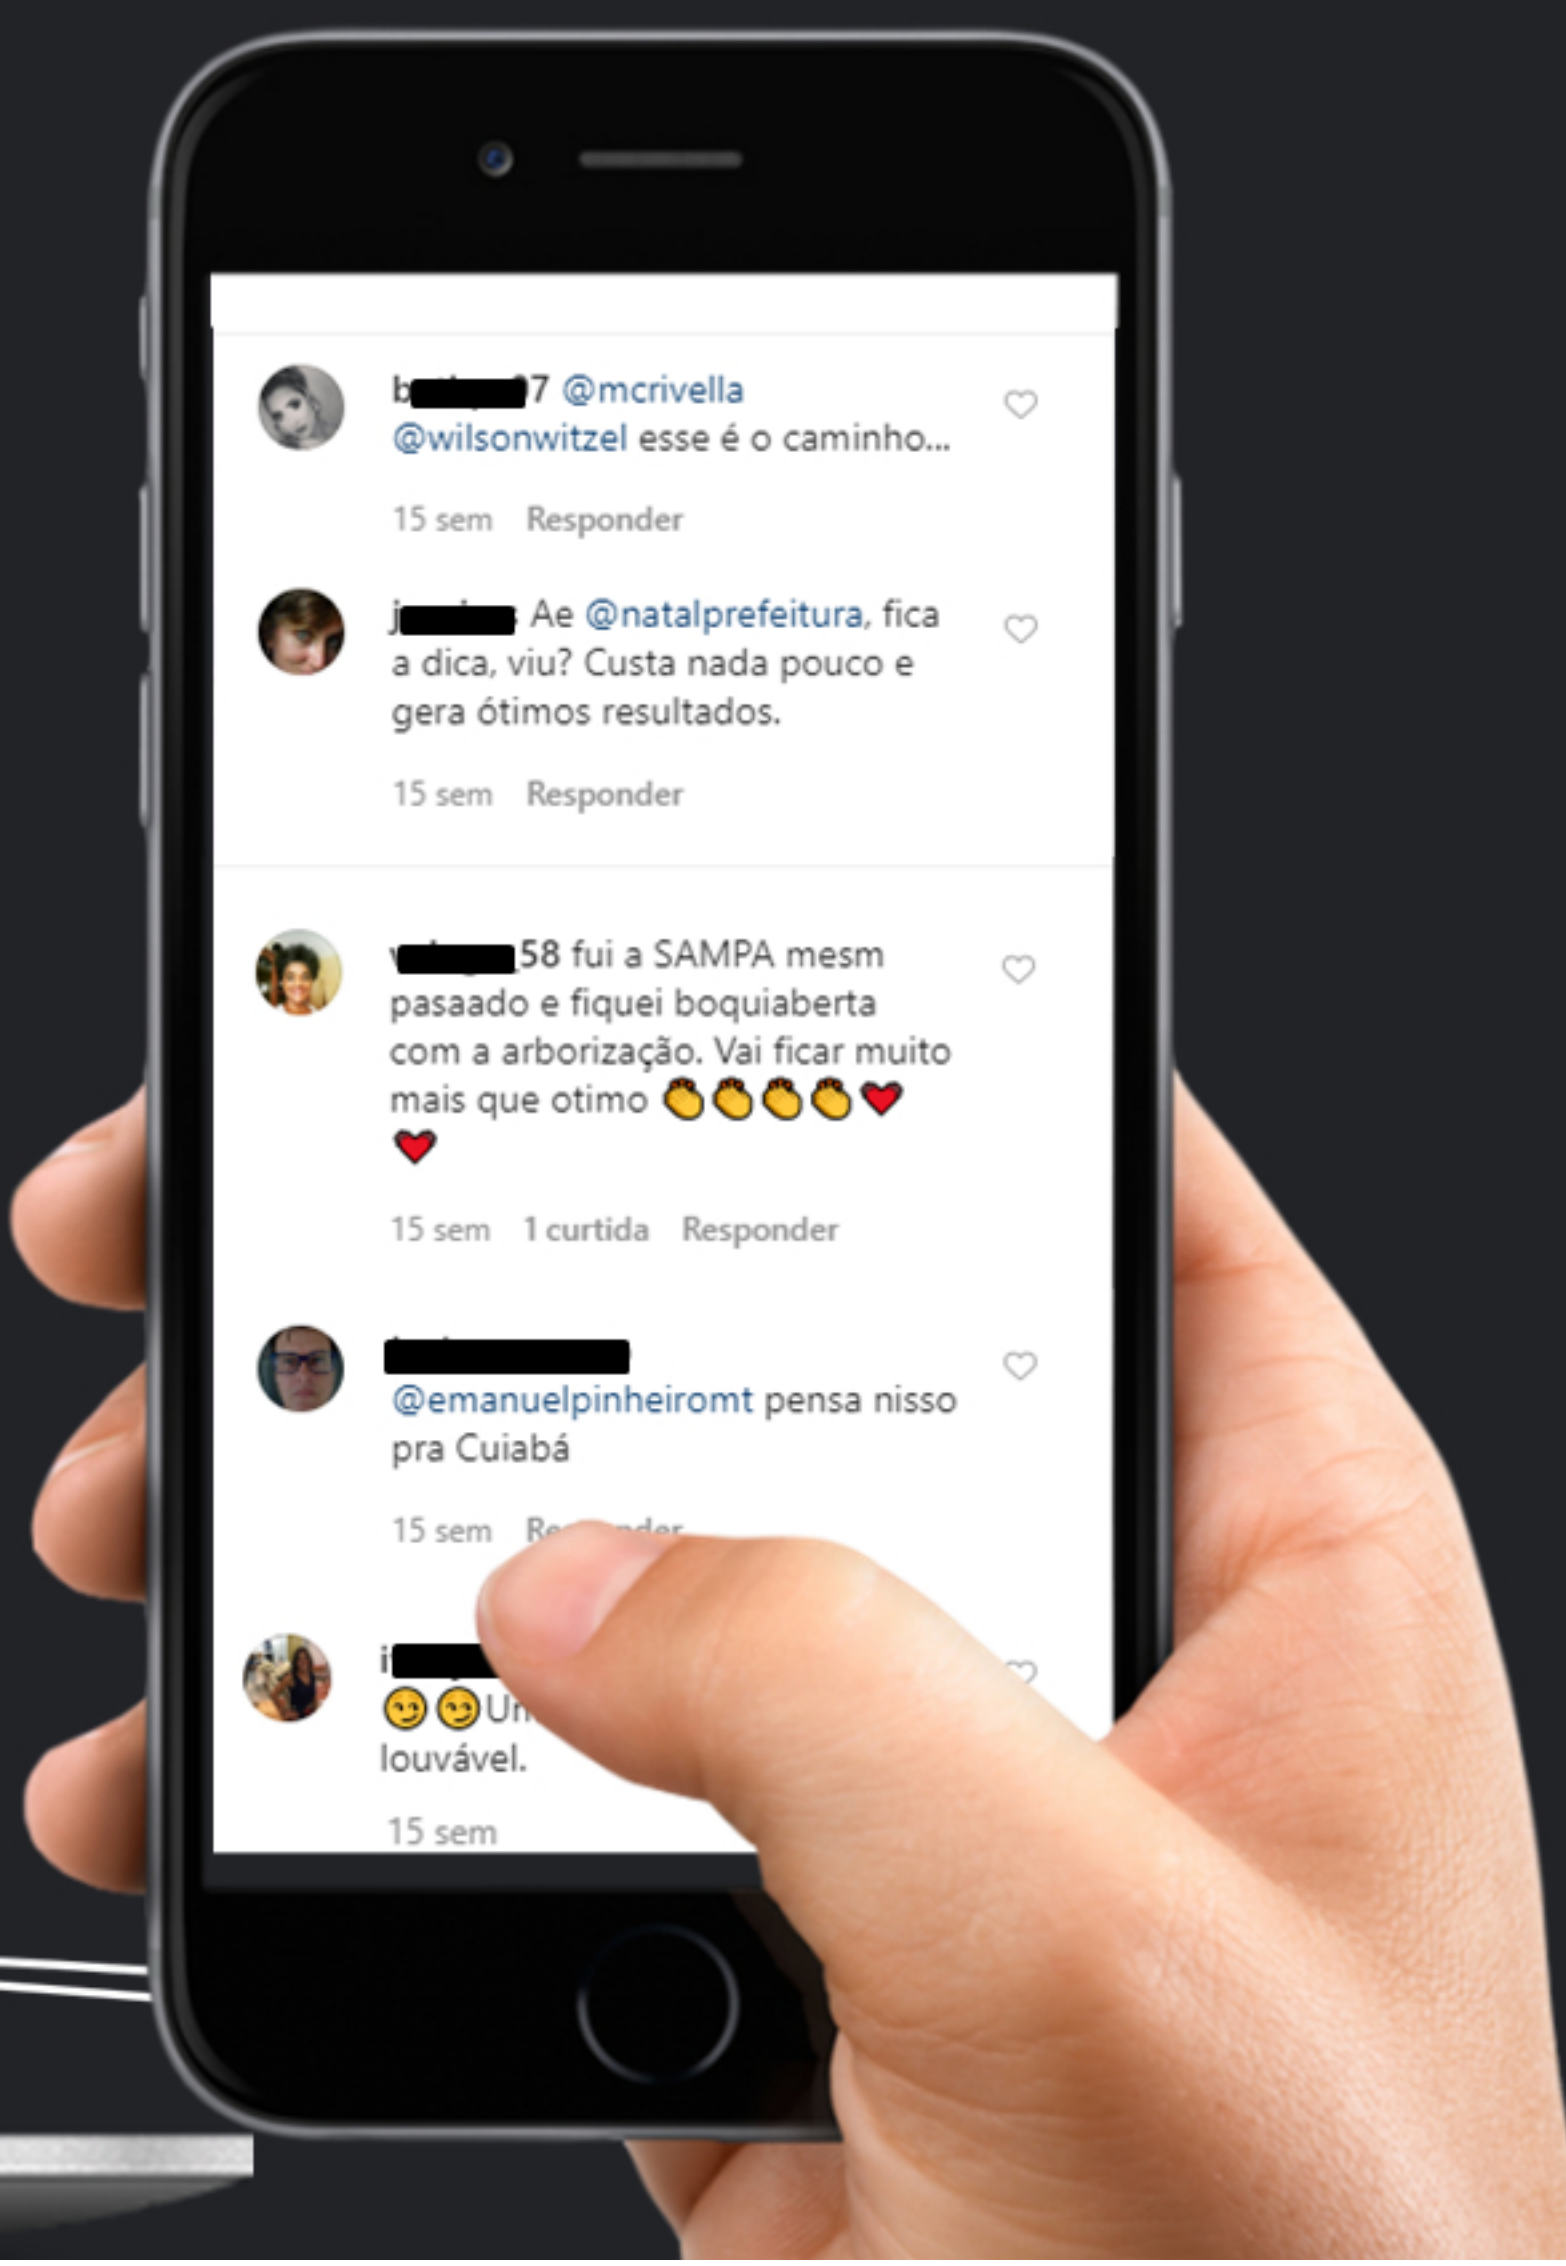 @mcrivella
@wilsonwitzel esse é o caminho...
15 sem Responder
Ae @natalprefeitura, fica
a dica, viu? Custa nada pouco e
gera ótimos resultados.
15 sem Responder
58 fui a SAMPA mesm
pasaado e fiquei boquiaberta
com a arborização. Vai ficar muito
mais que otimo 👏👏👏👏❤
❤
15 sem 1 curtida Responder
@emanuelpinheiromt pensa nisso
pra Cuiabá
15 sem Responder
😏😏
louvável.
15 sem